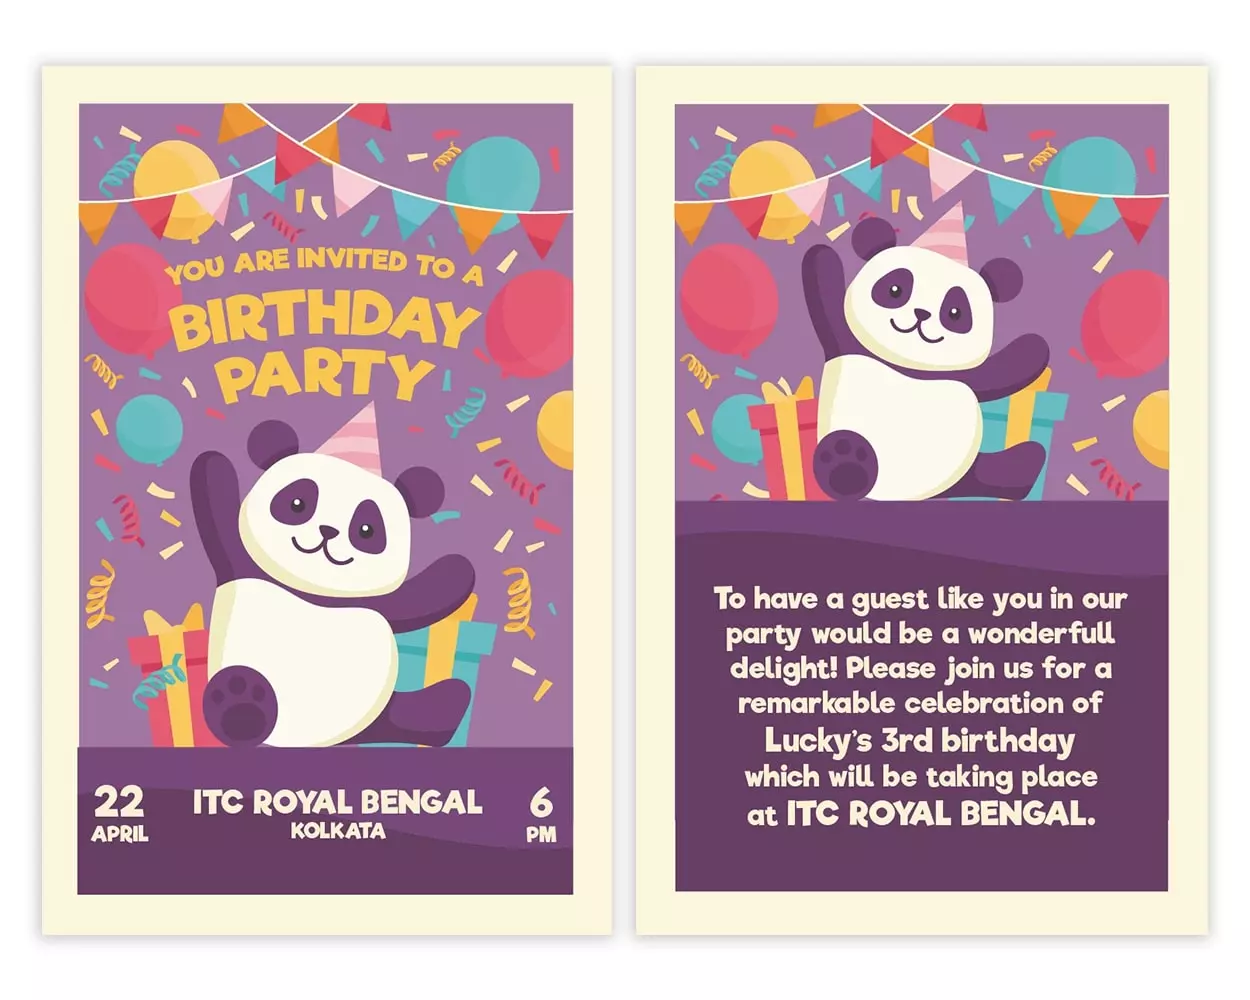 YOU ARE INVITED TO A
BIRTHDAY
PARTY
22
APRIL
ITC ROYAL BENGAL
KOLKATA
6
PM
To have a guest like you in our
party would be a wonderfull
delight! Please join us for a
remarkable celebration of
Lucky's 3rd birthday
which will be taking place
at ITC ROYAL BENGAL.